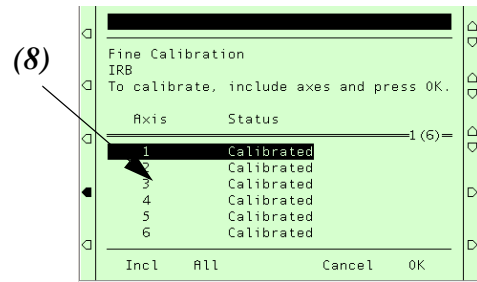 (8)
Fine Calibration
IRB
To calibrate, include axes and press OK.
Axis Status
1(6)
1 Calibrated
2 Calibrated
3 Calibrated
4 Calibrated
5 Calibrated
6 Calibrated
Incl All Cancel OK